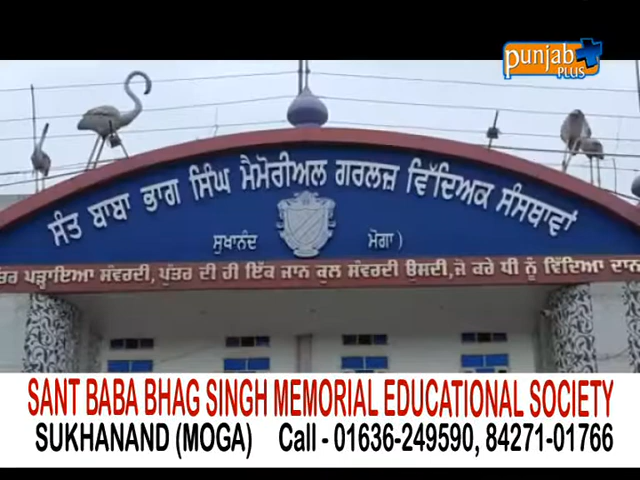 punjab
PLUS
ਸੰਤ ਬਾਬਾ ਭਾਗ ਸਿੰਘ ਮੈਮੋਰੀਅਲ ਗਰਲਜ਼ ਵਿੱਦਿਅਕ ਸੰਸਥਾਵਾਂ
ਸੁਖਾਨੰਦ ਮੋਗਾ)
ਪੜ੍ਹਾਇਆ ਸੰਵਰਦੀ, ਪੁੱਤਰ ਦੀ ਹੀ ਇੱਕ ਜਾਨ ਕੁਲ ਸੰਵਰਦੀ ਉਸਦੀ, ਜੋ ਕਰੇ ਧੀ ਨੂੰ ਵਿੱਦਿਆ ਦਾਨ
SANT BABA BHAG SINGH MEMORIAL EDUCATIONAL SOCIETY
SUKHANAND (MOGA) Call - 01636-249590, 84271-01766